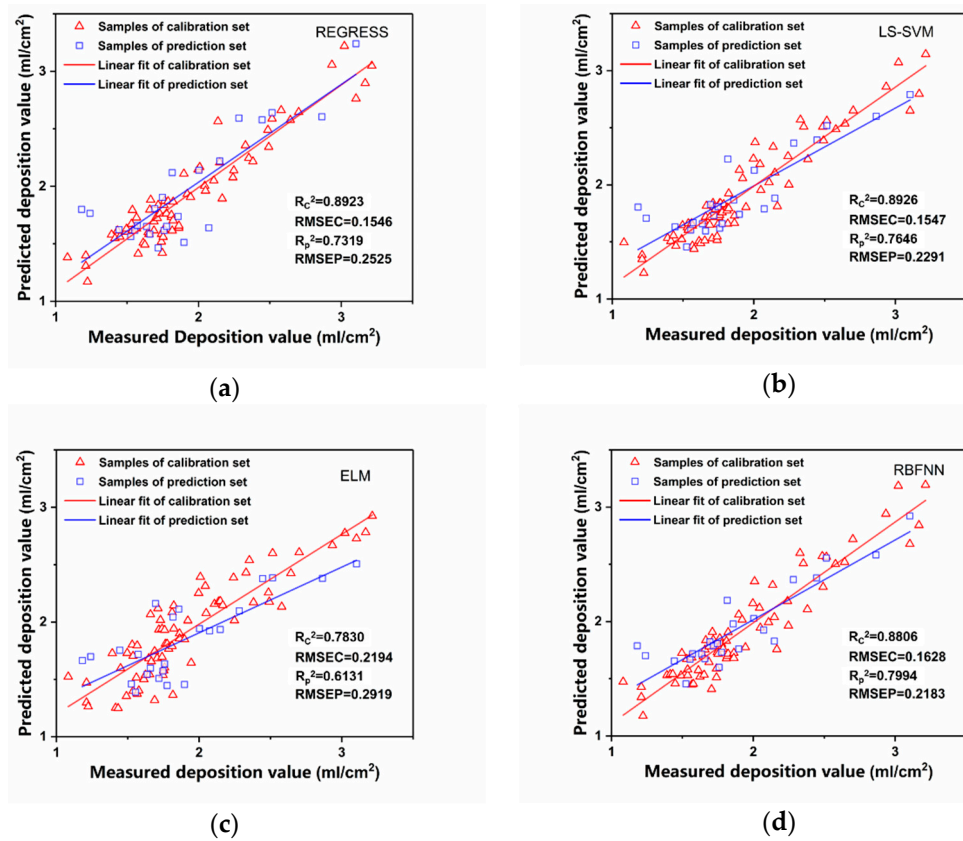 Samples of calibration set
REGRESS
Samples of prediction set
Linear fit of calibration set
Linear fit of prediction set
3
2
1
Rc²=0.8923
RMSEC=0.1546
Rp²=0.7319
RMSEP=0.2525
1 2 3
Predicted deposition value (ml/cm²)
Measured Deposition value (ml/cm²)
(a)
Samples of calibration set
LS-SVM
Samples of prediction set
Linear fit of calibration set
Linear fit of prediction set
3
2
1
Rc²=0.8926
RMSEC=0.1547
Rp²=0.7646
RMSEP=0.2291
1 2 3
Predicted deposition value (ml/cm²)
Measured deposition value (ml/cm²)
(b)
Samples of calibration set
ELM
Samples of prediction set
Linear fit of calibration set
Linear fit of prediction set
3
2
1
Rc²=0.7830
RMSEC=0.2194
Rp²=0.6131
RMSEP=0.2919
1 2 3
Predicted deposition value (ml/cm²)
Measured deposition value (ml/cm²)
(c)
Samples of calibration set
RBFNN
Samples of prediction set
Linear fit of calibration set
Linear fit of prediction set
3
2
1
Rc²=0.8806
RMSEC=0.1628
Rp²=0.7994
RMSEP=0.2183
1 2 3
Predicted deposition value (ml/cm²)
Measured deposition value (ml/cm²)
(d)